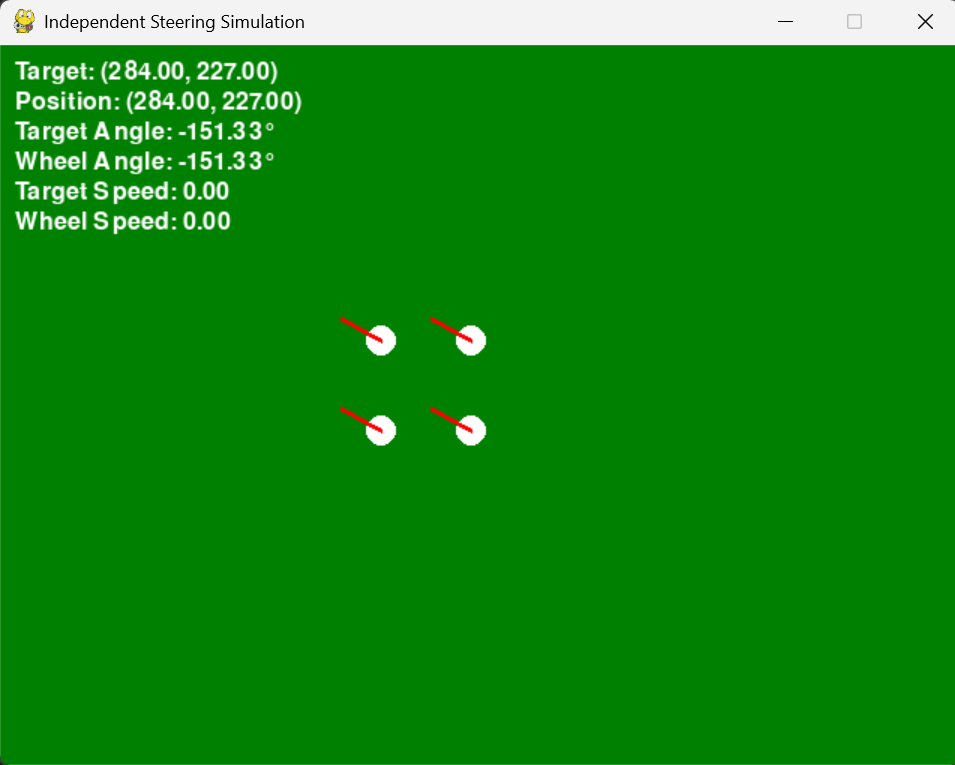 Independent Steering Simulation
Target: (284.00, 227.00)
Position: (284.00, 227.00)
Target Angle: -151.33°
Wheel Angle: -151.33°
Target Speed: 0.00
Wheel Speed: 0.00